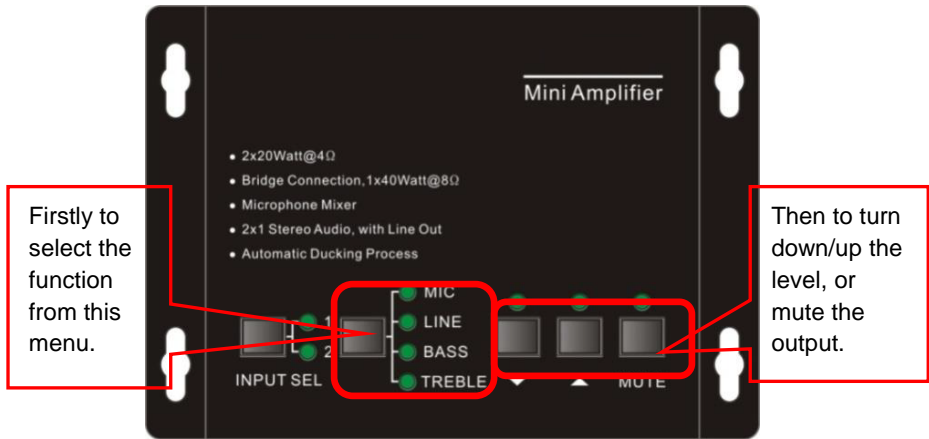 Mini Amplifier
• 2x20Watt@4Ω
• Bridge Connection,1x40Watt@8Ω
• Microphone Mixer
• 2x1 Stereo Audio, with Line Out
• Automatic Ducking Process
Firstly to
select the
function
from this
menu.
Then to turn
down/up the
level, or
mute the
output.
MIC
1 LINE
2 BASS
INPUT SEL TREBLE MUTE